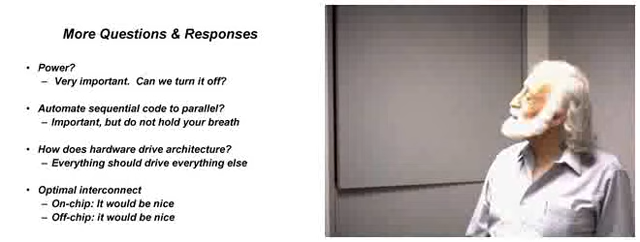 More Questions & Responses
• Power?
– Very important. Can we turn it off?
• Automate sequential code to parallel?
– Important, but do not hold your breath
• How does hardware drive architecture?
– Everything should drive everything else
• Optimal interconnect
– On-chip: It would be nice
– Off-chip: it would be nice